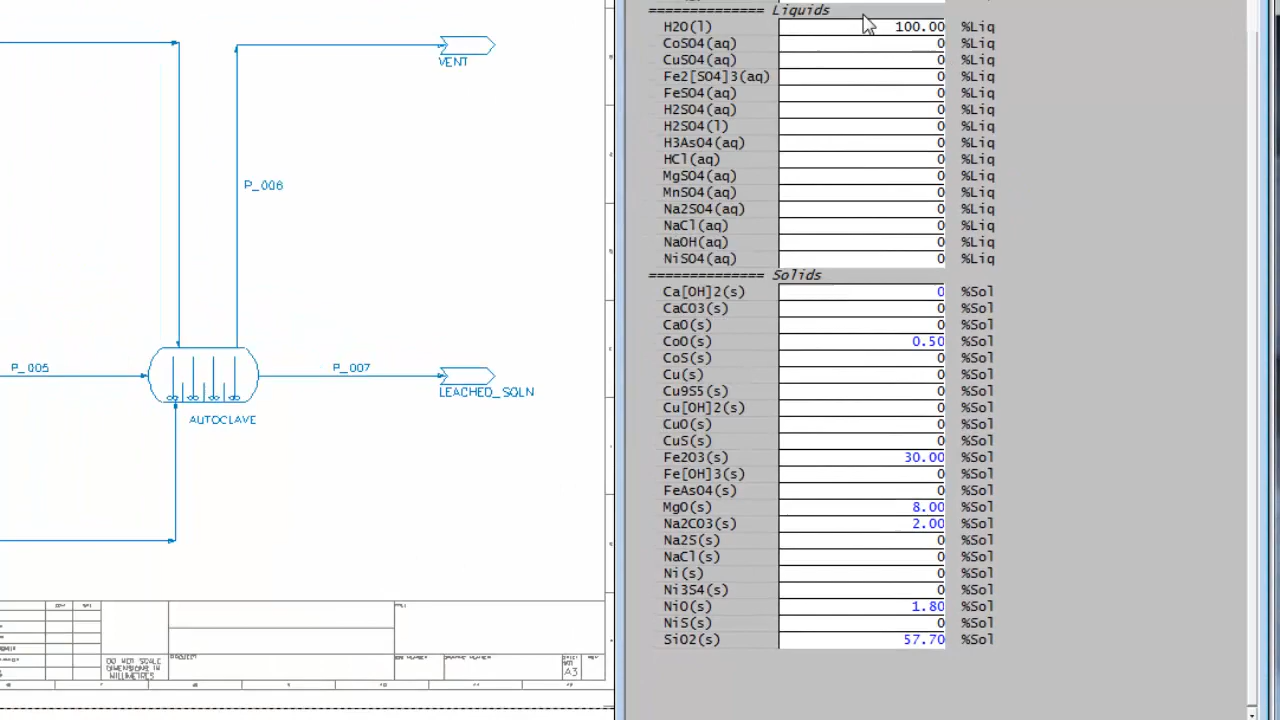 VENT
P_006
P_005
P_007
LEACHED_SOLN
AUTOCLAVE
DO NOT SCALE
DIMENSIONS IN
MILLIMETRES
A3
============== Liquids
H2O(l) 100.00 %Liq
CoSO4(aq) 0 %Liq
CuSO4(aq) 0 %Liq
Fe2[SO4]3(aq) 0 %Liq
FeSO4(aq) 0 %Liq
H2SO4(aq) 0 %Liq
H2SO4(l) 0 %Liq
H3AsO4(aq) 0 %Liq
HCl(aq) 0 %Liq
MgSO4(aq) 0 %Liq
MnSO4(aq) 0 %Liq
Na2SO4(aq) 0 %Liq
NaCl(aq) 0 %Liq
NaOH(aq) 0 %Liq
NiSO4(aq) 0 %Liq
============== Solids
Ca[OH]2(s) 0 %Sol
CaCO3(s) 0 %Sol
CaO(s) 0 %Sol
CoO(s) 0.50 %Sol
CoS(s) 0 %Sol
Cu(s) 0 %Sol
Cu9S5(s) 0 %Sol
Cu[OH]2(s) 0 %Sol
CuO(s) 0 %Sol
CuS(s) 0 %Sol
Fe2O3(s) 30.00 %Sol
Fe[OH]3(s) 0 %Sol
FeAsO4(s) 0 %Sol
MgO(s) 8.00 %Sol
Na2CO3(s) 2.00 %Sol
Na2S(s) 0 %Sol
NaCl(s) 0 %Sol
Ni(s) 0 %Sol
Ni3S4(s) 0 %Sol
NiO(s) 1.80 %Sol
NiS(s) 0 %Sol
SiO2(s) 57.70 %Sol